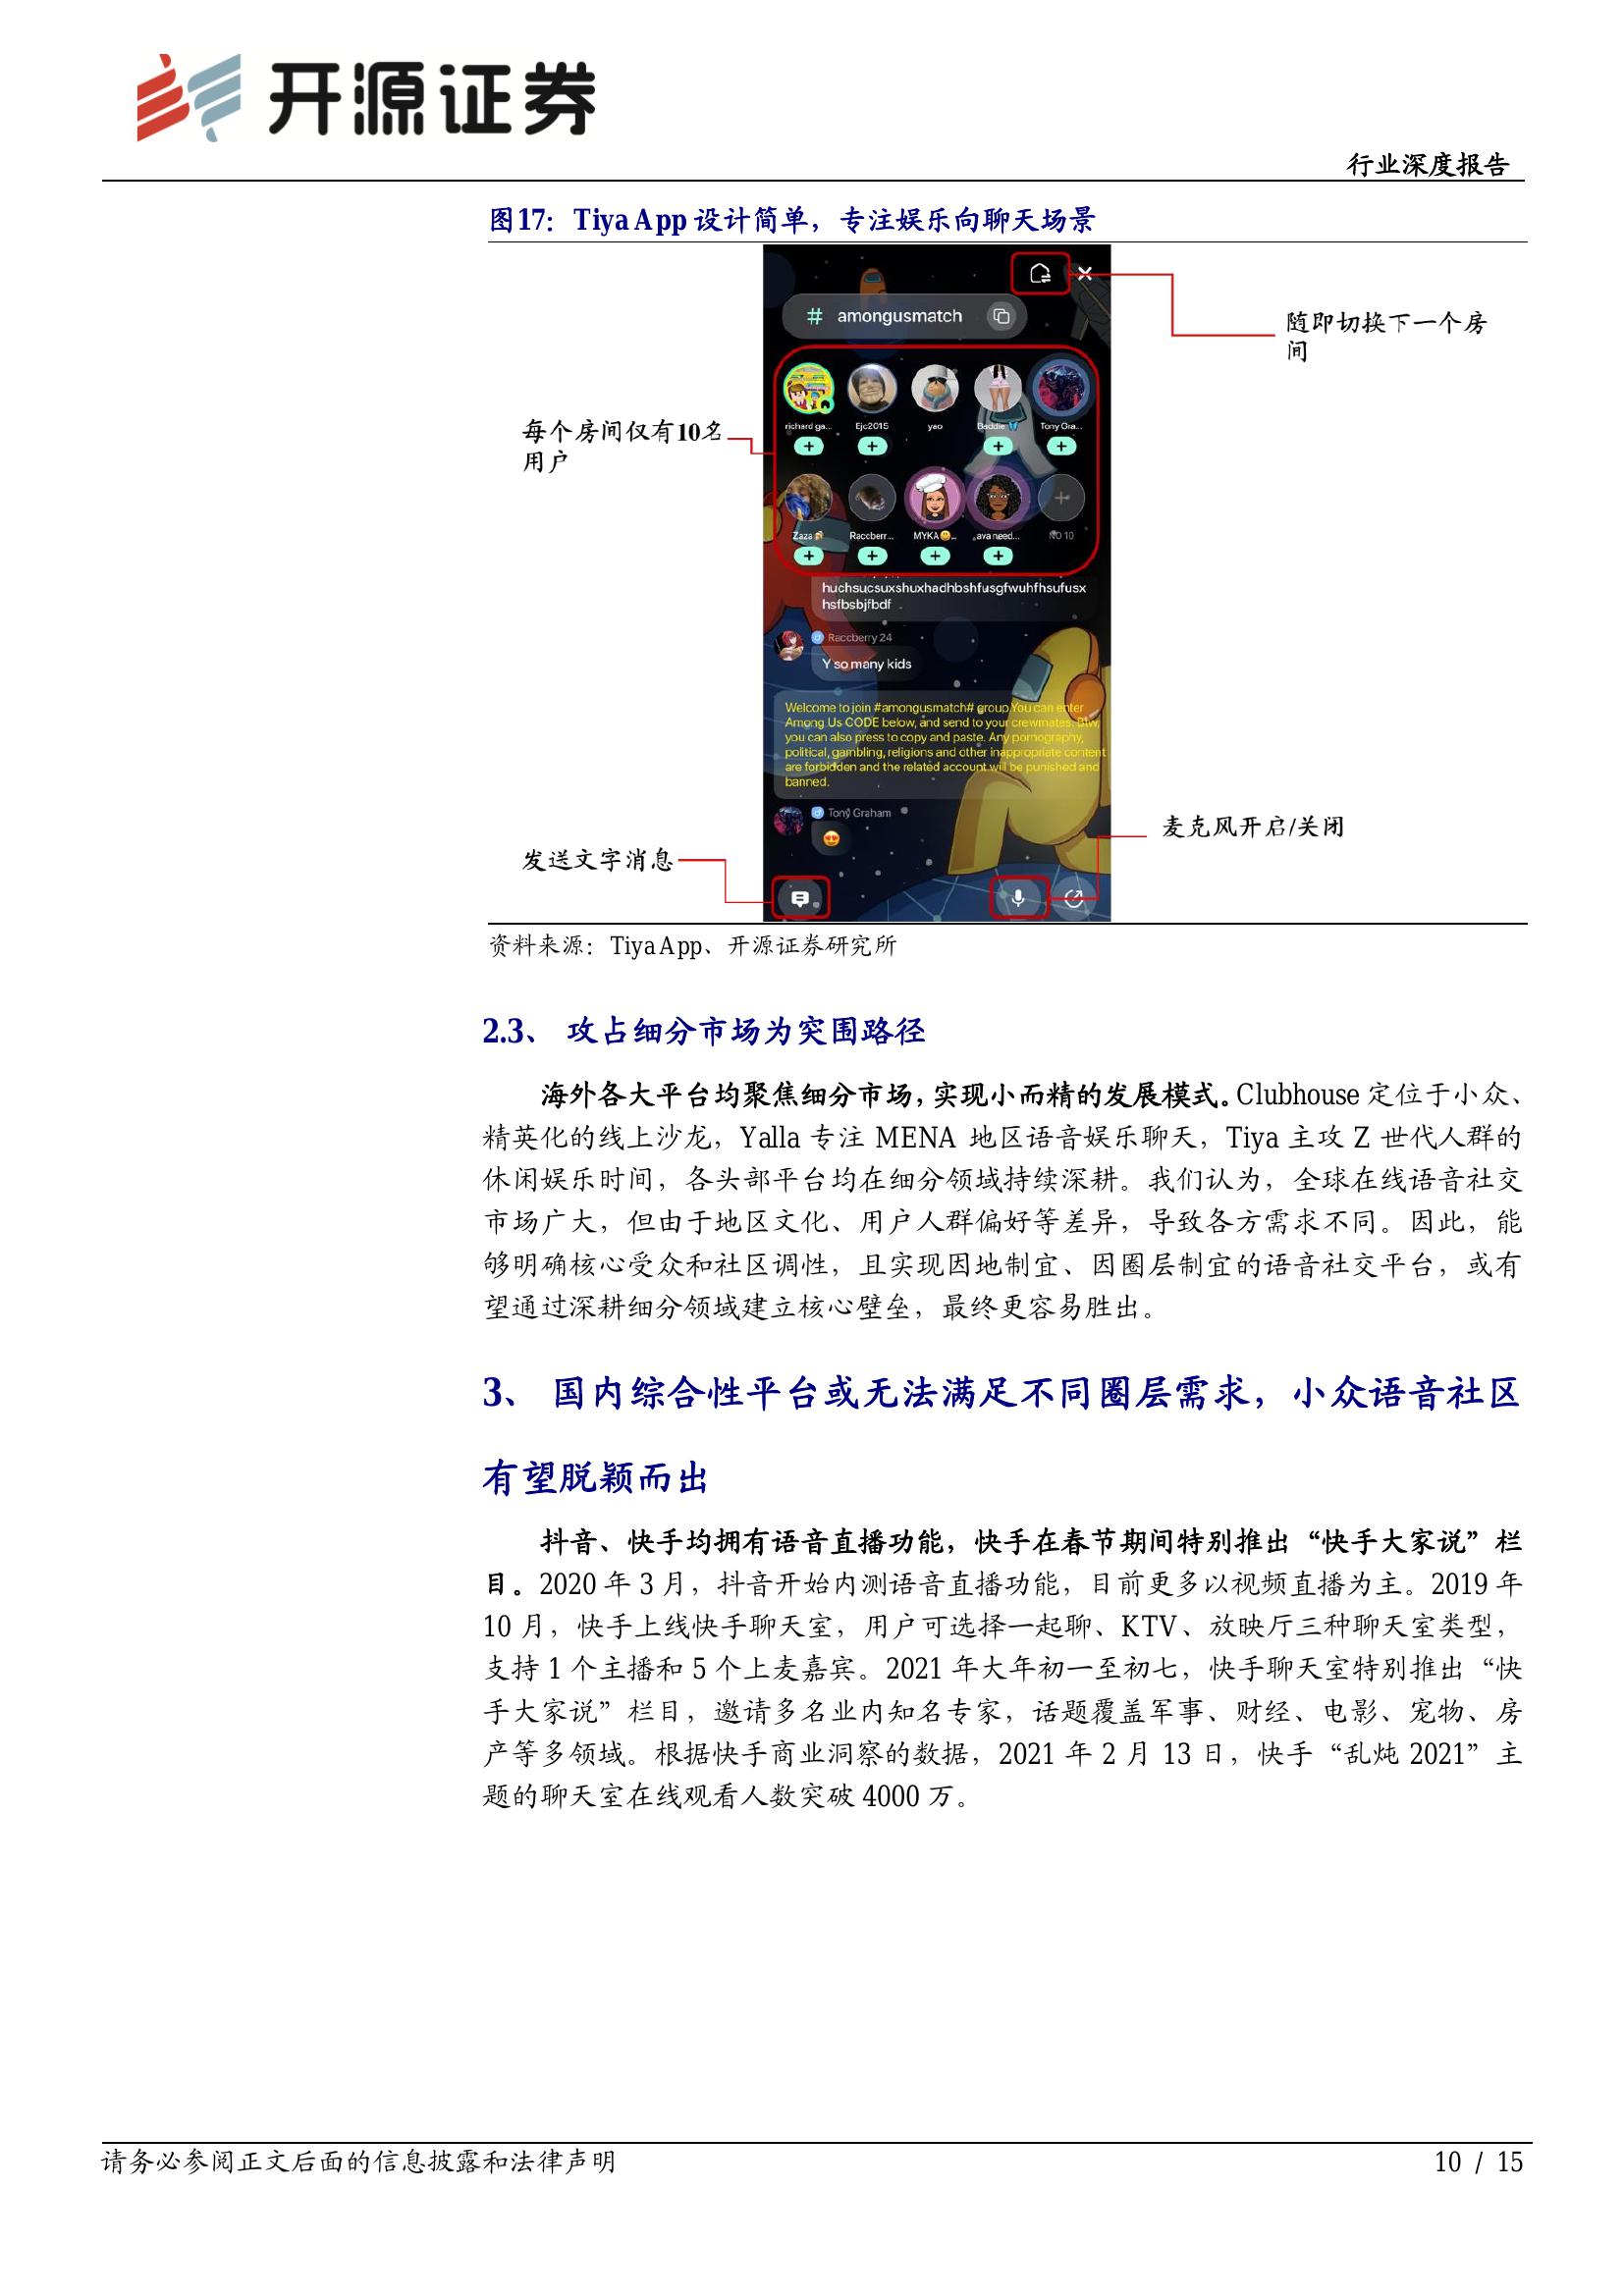 开源证券
行业深度报告
图17：Tiya App 设计简单，专注娱乐向聊天场景
随即切换下一个房
间
# amongusmatch
每个房间仅有10名
用户
richard ga... Ejc2015 yao Baddie Tony Gra...
Zaza Raccberr... MYKA ... ava need... NO 10
huchsucsuxshuxhadhbshfusgfwuhfhsufusx
hsfbsbjfbdf
Raccberry 24
Y so many kids
Welcome to join #amongusmatch# group.You can enter
Among Us CODE below, and send to your crewmates. Btw,
you can also press to copy and paste. Any pornography,
political, gambling, religions and other inappropriate content
are forbidden and the related account will be punished and
banned.
Tony Graham
麦克风开启/关闭
发送文字消息
资料来源：Tiya App、开源证券研究所
2.3、 攻占细分市场为突围路径
海外各大平台均聚焦细分市场，实现小而精的发展模式。Clubhouse 定位于小众、
精英化的线上沙龙，Yalla 专注 MENA 地区语音娱乐聊天，Tiya 主攻 Z 世代人群的
休闲娱乐时间，各头部平台均在细分领域持续深耕。我们认为，全球在线语音社交
市场广大，但由于地区文化、用户人群偏好等差异，导致各方需求不同。因此，能
够明确核心受众和社区调性，且实现因地制宜、因圈层制宜的语音社交平台，或有
望通过深耕细分领域建立核心壁垒，最终更容易胜出。
3、 国内综合性平台或无法满足不同圈层需求，小众语音社区
有望脱颖而出
抖音、快手均拥有语音直播功能，快手在春节期间特别推出“快手大家说”栏
目。2020 年 3 月，抖音开始内测语音直播功能，目前更多以视频直播为主。2019 年
10 月，快手上线快手聊天室，用户可选择一起聊、KTV、放映厅三种聊天室类型，
支持 1 个主播和 5 个上麦嘉宾。2021 年大年初一至初七，快手聊天室特别推出“快
手大家说”栏目，邀请多名业内知名专家，话题覆盖军事、财经、电影、宠物、房
产等多领域。根据快手商业洞察的数据，2021 年 2 月 13 日，快手“乱炖 2021”主
题的聊天室在线观看人数突破 4000 万。
请务必参阅正文后面的信息披露和法律声明
10 / 15